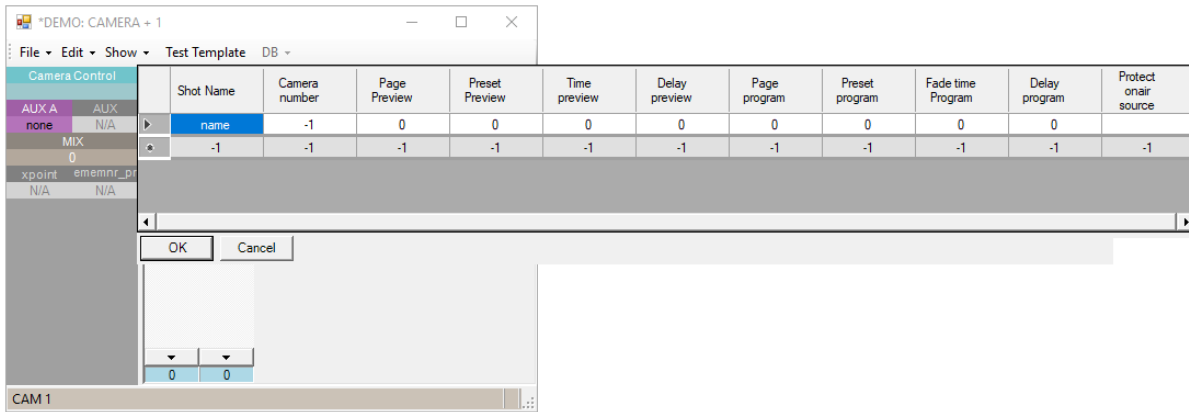 *DEMO: CAMERA + 1
File Edit Show Test Template DB
Camera Control
AUX A AUX
none N/A
MIX
0
xpoint ememnr_pr
N/A N/A
Shot Name Camera number Page Preview Preset Preview Time preview Delay preview Page program Preset program Fade time Program Delay program Protect onair source
name -1 0 0 0 0 0 0 0 0
-1 -1 -1 -1 -1 -1 -1 -1 -1 -1 -1
OK Cancel
0 0
CAM 1